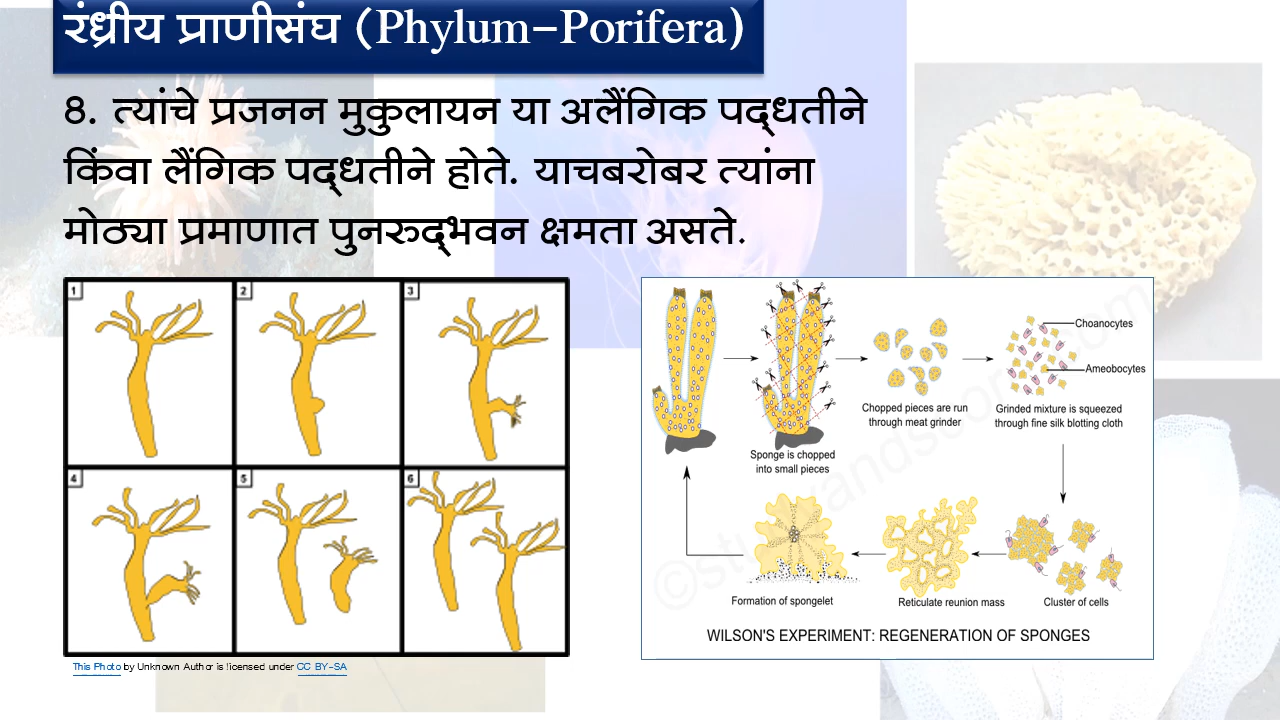 रंध्रीय प्राणीसंघ (Phylum-Porifera)
8. त्यांचे प्रजनन मुकुलायन या अलैंगिक पद्धतीने
किंवा लैंगिक पद्धतीने होते. याचबरोबर त्यांना
मोठ्या प्रमाणात पुनरुद्भवन क्षमता असते.
1
2
3
4
5
6
This Photo by Unknown Author is licensed under CC BY-SA
Choanocytes
Ameobocytes
Chopped pieces are run
through meat grinder
Grinded mixture is squeezed
through fine silk blotting cloth
Sponge is chopped
into small pieces
Formation of spongelet
Reticulate reunion mass
Cluster of cells
WILSON'S EXPERIMENT: REGENERATION OF SPONGES